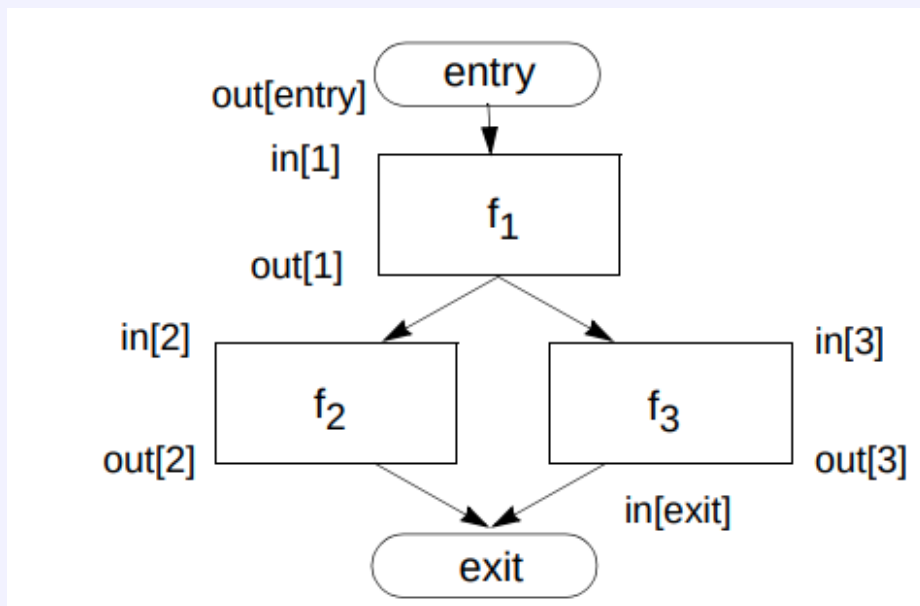 entry
out[entry]
in[1]
f1
out[1]
in[2]
in[3]
f2
f3
out[2]
out[3]
in[exit]
exit